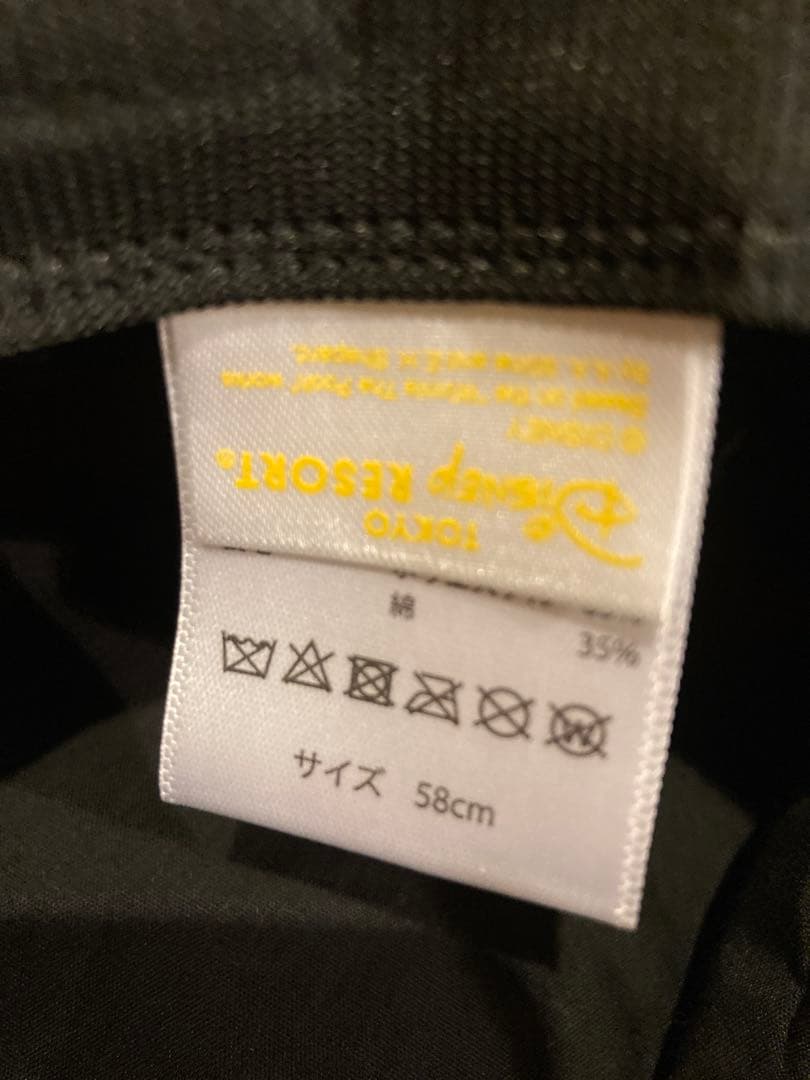 TOKYO
Disney RESORT®
© DISNEY
Based on the "Winnie The Pooh" works
By A.A. Milne and E.H. Shepard.
綿 35%
サイズ 58cm